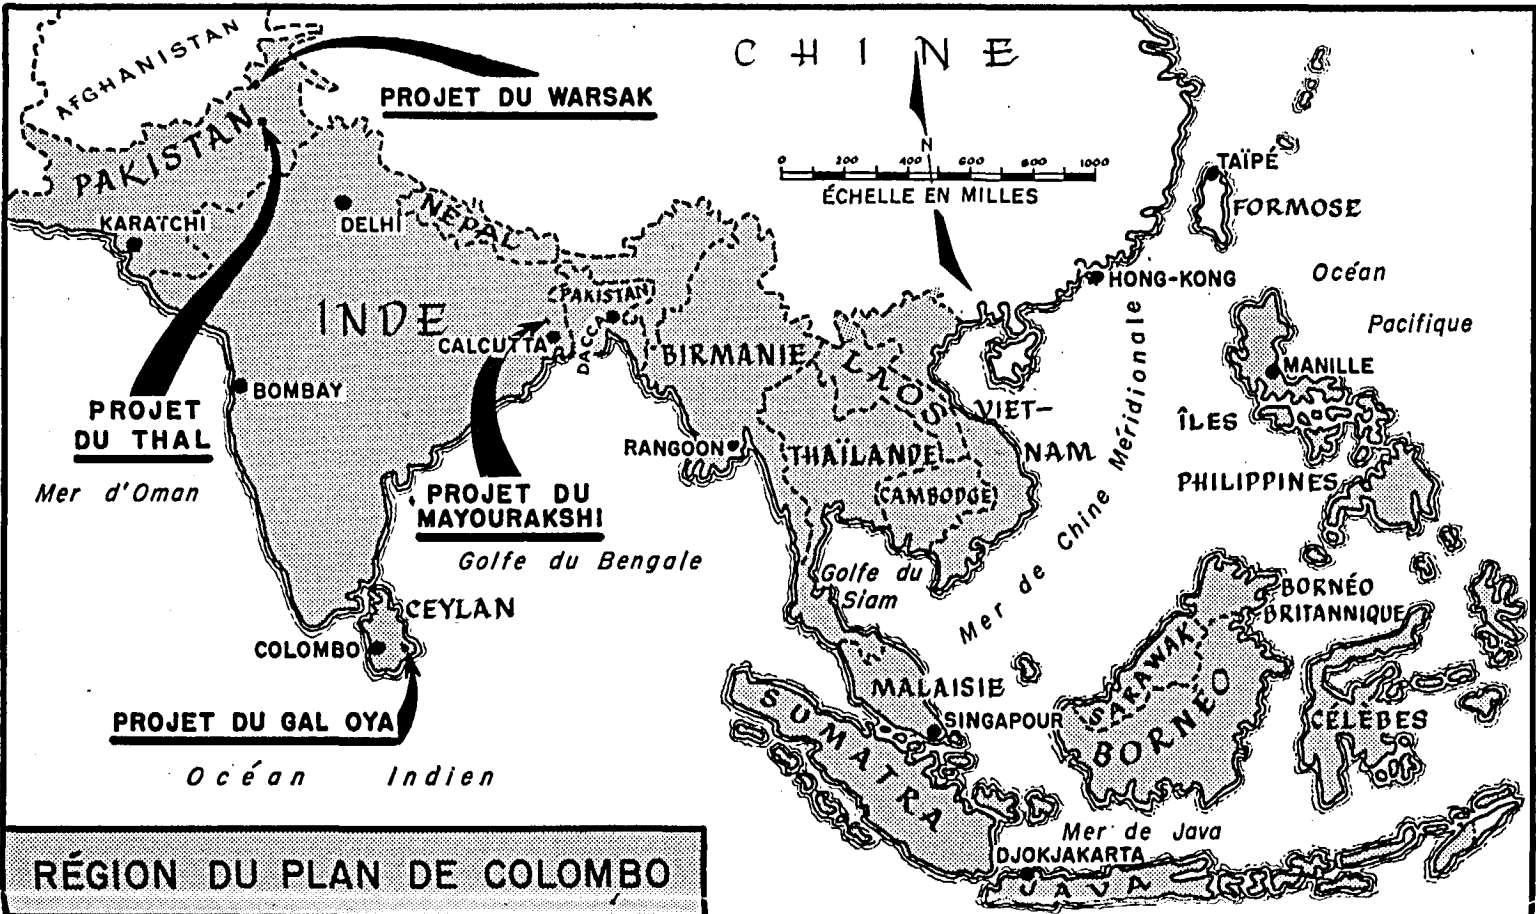 CHINE
AFGHANISTAN
PROJET DU WARSAK
PAKISTAN
N
0 200 400 600 800 1000
ÉCHELLE EN MILLES
TAÏPÉ
FORMOSE
KARATCHI
DELHI
NÉPAL
HONG-KONG
Océan
Pacifique
INDE
PAKISTAN
DACCA
CALCUTTA
BIRMANIE
LAOS
VIET-
NAM
Mer de Chine Méridionale
MANILLE
BOMBAY
PROJET
DU THAL
ÎLES
PHILIPPINES
RANGOON
THAÏLANDE
CAMBODGE
Mer d'Oman
PROJET DU
MAYOURAKSHI
Golfe du Bengale
Golfe du
Siam
CEYLAN
COLOMBO
BORNÉO
BRITANNIQUE
SARAWAK
BORNÉO
MALAISIE
SINGAPOUR
SUMATRA
CÉLÈBES
PROJET DU GAL OYA
Océan Indien
Mer de Java
DJOKJAKARTA
JAVA
RÉGION DU PLAN DE COLOMBO